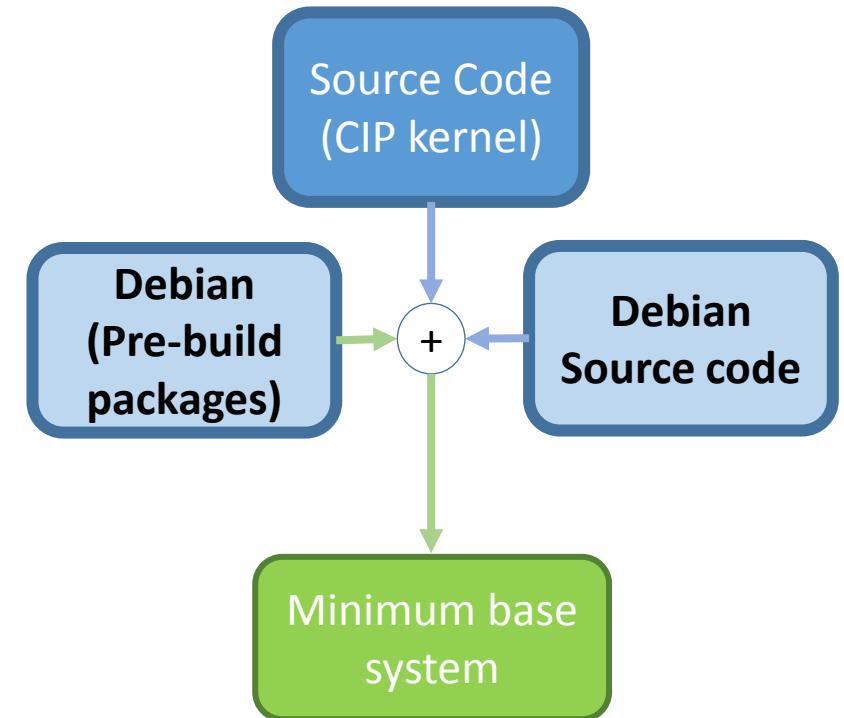 Source Code
(CIP kernel)
Debian
(Pre-build
packages)
+
Debian
Source code
Minimum base
system